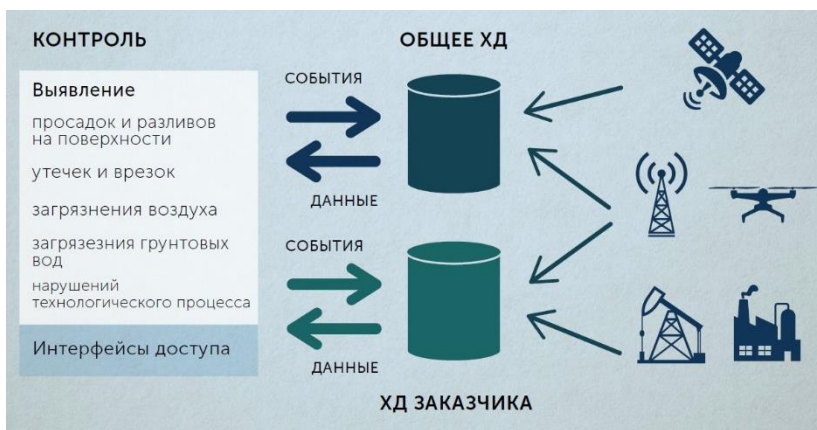 КОНТРОЛЬ
Выявление
просадок и разливов
на поверхности
утечек и врезок
загрязнения воздуха
загрязезния грунтовых
вод
нарушений
технологического процесса
Интерфейсы доступа
СОБЫТИЯ
ДАННЫЕ
СОБЫТИЯ
ДАННЫЕ
ОБЩЕЕ ХД
ХД ЗАКАЗЧИКА